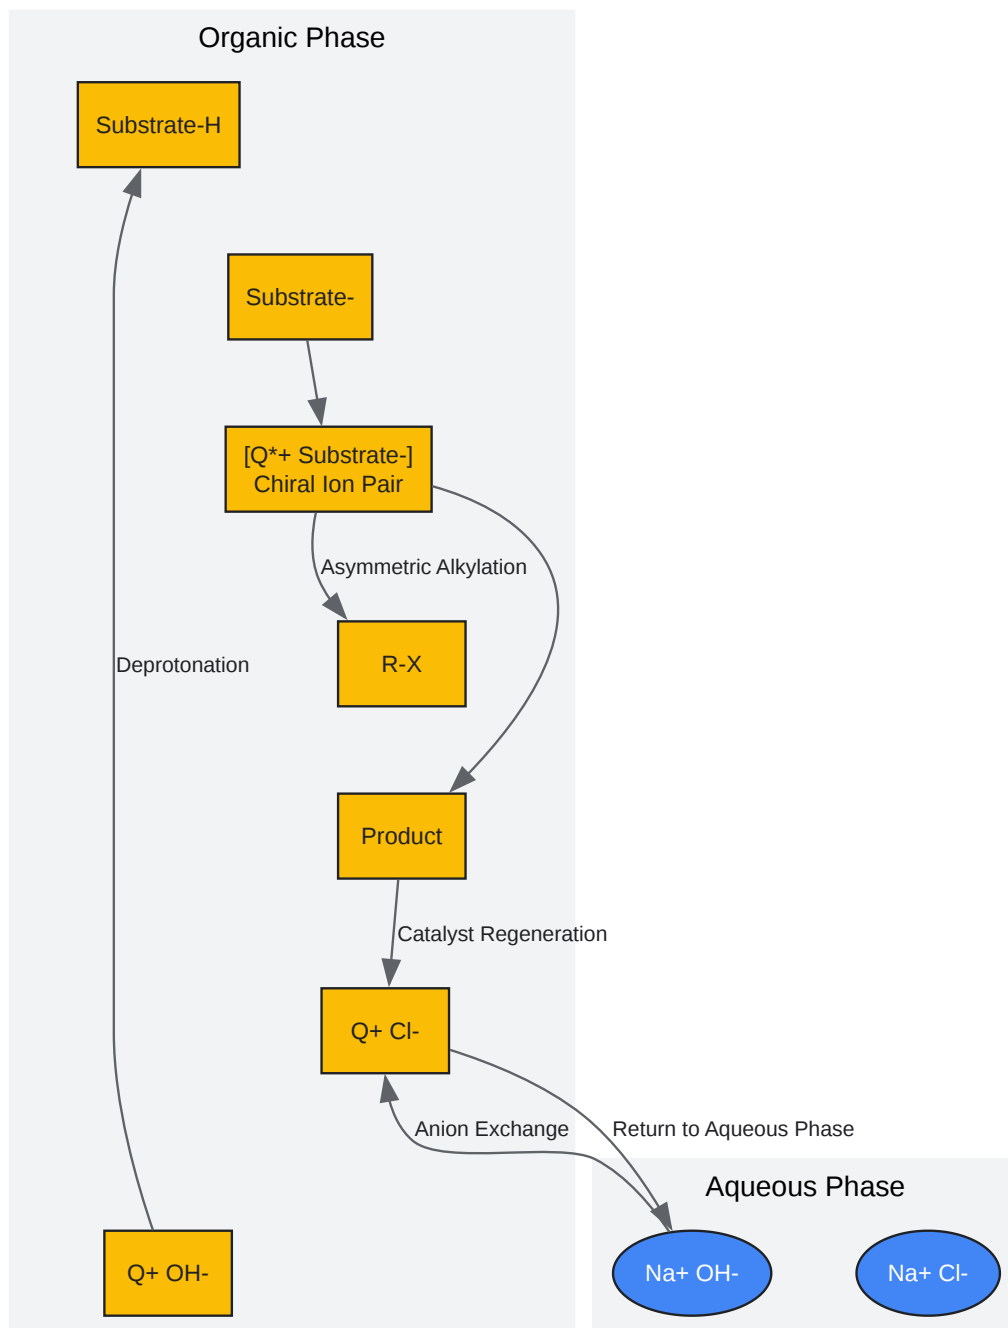 Organic Phase
Substrate-H
Substrate-
[Q*+ Substrate-]
Chiral Ion Pair
Asymmetric Alkylation
R-X
Deprotonation
Product
Catalyst Regeneration
Q+ Cl-
Anion Exchange
Return to Aqueous Phase
Aqueous Phase
Q+ OH-
Na+ OH-
Na+ Cl-